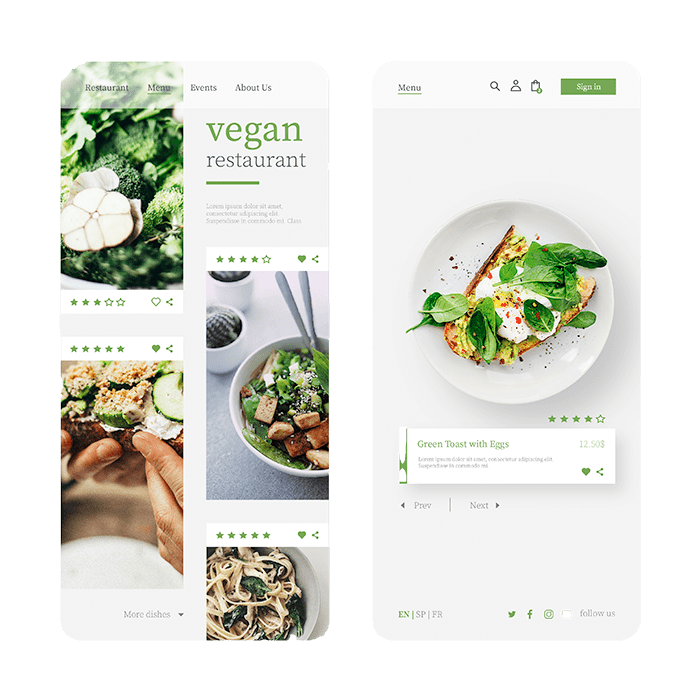 Restaurant Menu Events About Us
vegan
restaurant
Lorem ipsum dolor sit amet,
consectetur adipiscing elit.
Suspendisse in commodo mi. Class
More dishes
Menu
Sign in
Green Toast with Eggs 12.50$
Lorem ipsum dolor sit amet, consectetur adipiscing elit.
Suspendisse in commodo mi
Prev | Next
EN | SP | FR
follow us